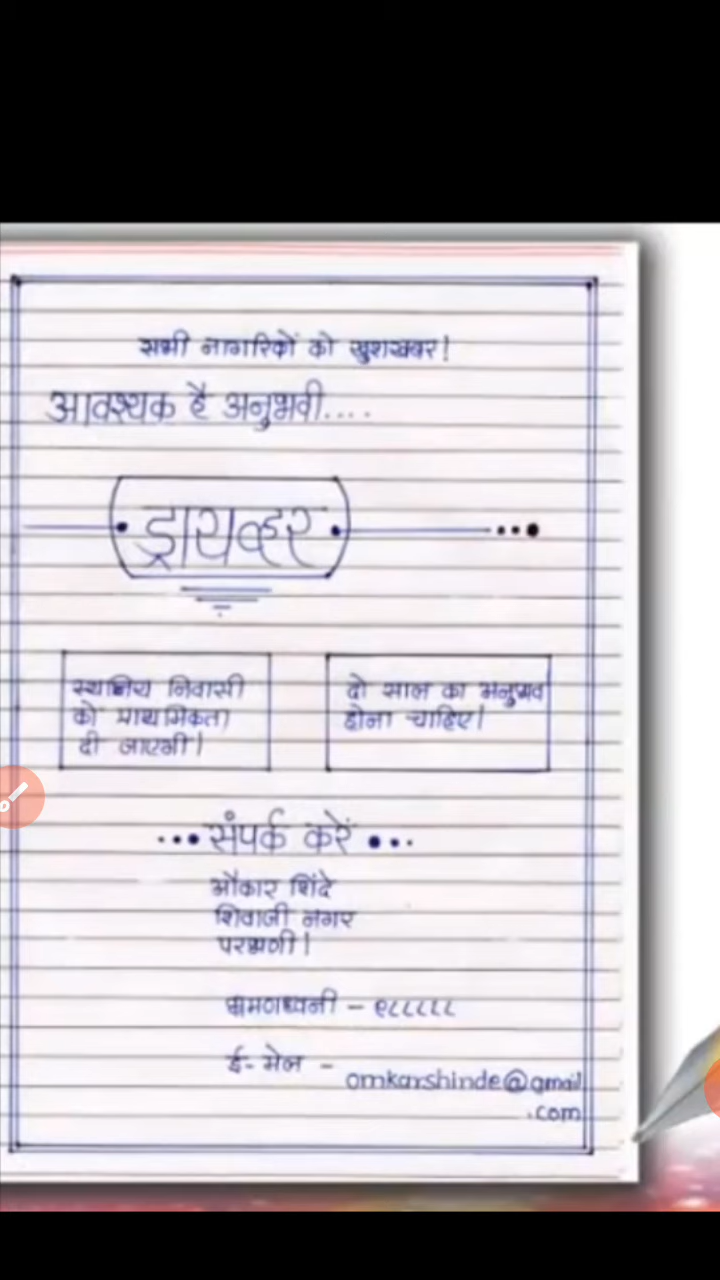 सभी नागरिकों को खुशखबर!
आवश्यक है अनुभवी....
ड्रायव्हर
स्थानिय निवासी
को प्राथमिकता
दी जाएगी।
दो साल का अनुभव
होना चाहिए।
संपर्क करें
ओंकार शिंदे
शिवाजी नगर
परभणी।
भ्रमणध्वनी - ९८८८८८
ई-मेल -
omkarshinde@gmail
.com